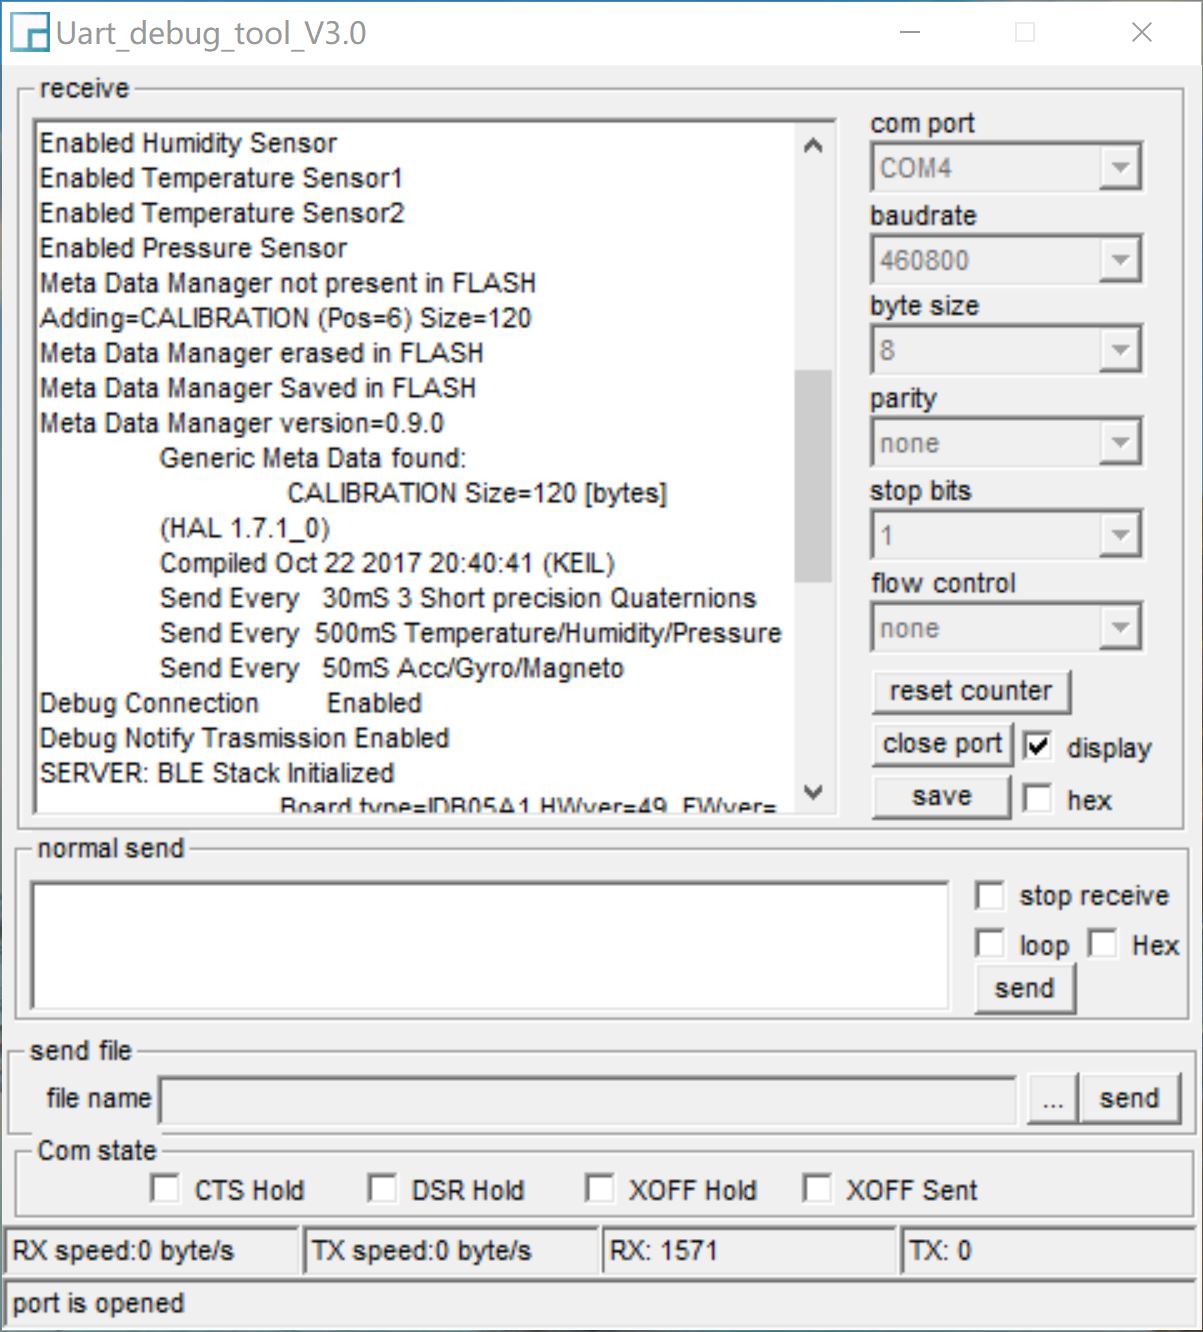 Uart_debug_tool_V3.0
receive
Enabled Humidity Sensor
Enabled Temperature Sensor1
Enabled Temperature Sensor2
Enabled Pressure Sensor
Meta Data Manager not present in FLASH
Adding=CALIBRATION (Pos=6) Size=120
Meta Data Manager erased in FLASH
Meta Data Manager Saved in FLASH
Meta Data Manager version=0.9.0
Generic Meta Data found:
CALIBRATION Size=120 [bytes]
(HAL 1.7.1_0)
Compiled Oct 22 2017 20:40:41 (KEIL)
Send Every 30mS 3 Short precision Quaternions
Send Every 500mS Temperature/Humidity/Pressure
Send Every 50mS Acc/Gyro/Magneto
Debug Connection Enabled
Debug Notify Trasmission Enabled
SERVER: BLE Stack Initialized
Board type=IDB05A1 HWver=49, FWver=
com port
COM4
baudrate
460800
byte size
8
parity
none
stop bits
1
flow control
none
reset counter
close port display
save hex
normal send
stop receive
loop Hex
send
send file
file name ... send
Com state
CTS Hold DSR Hold XOFF Hold XOFF Sent
RX speed:0 byte/s TX speed:0 byte/s RX: 1571 TX: 0
port is opened